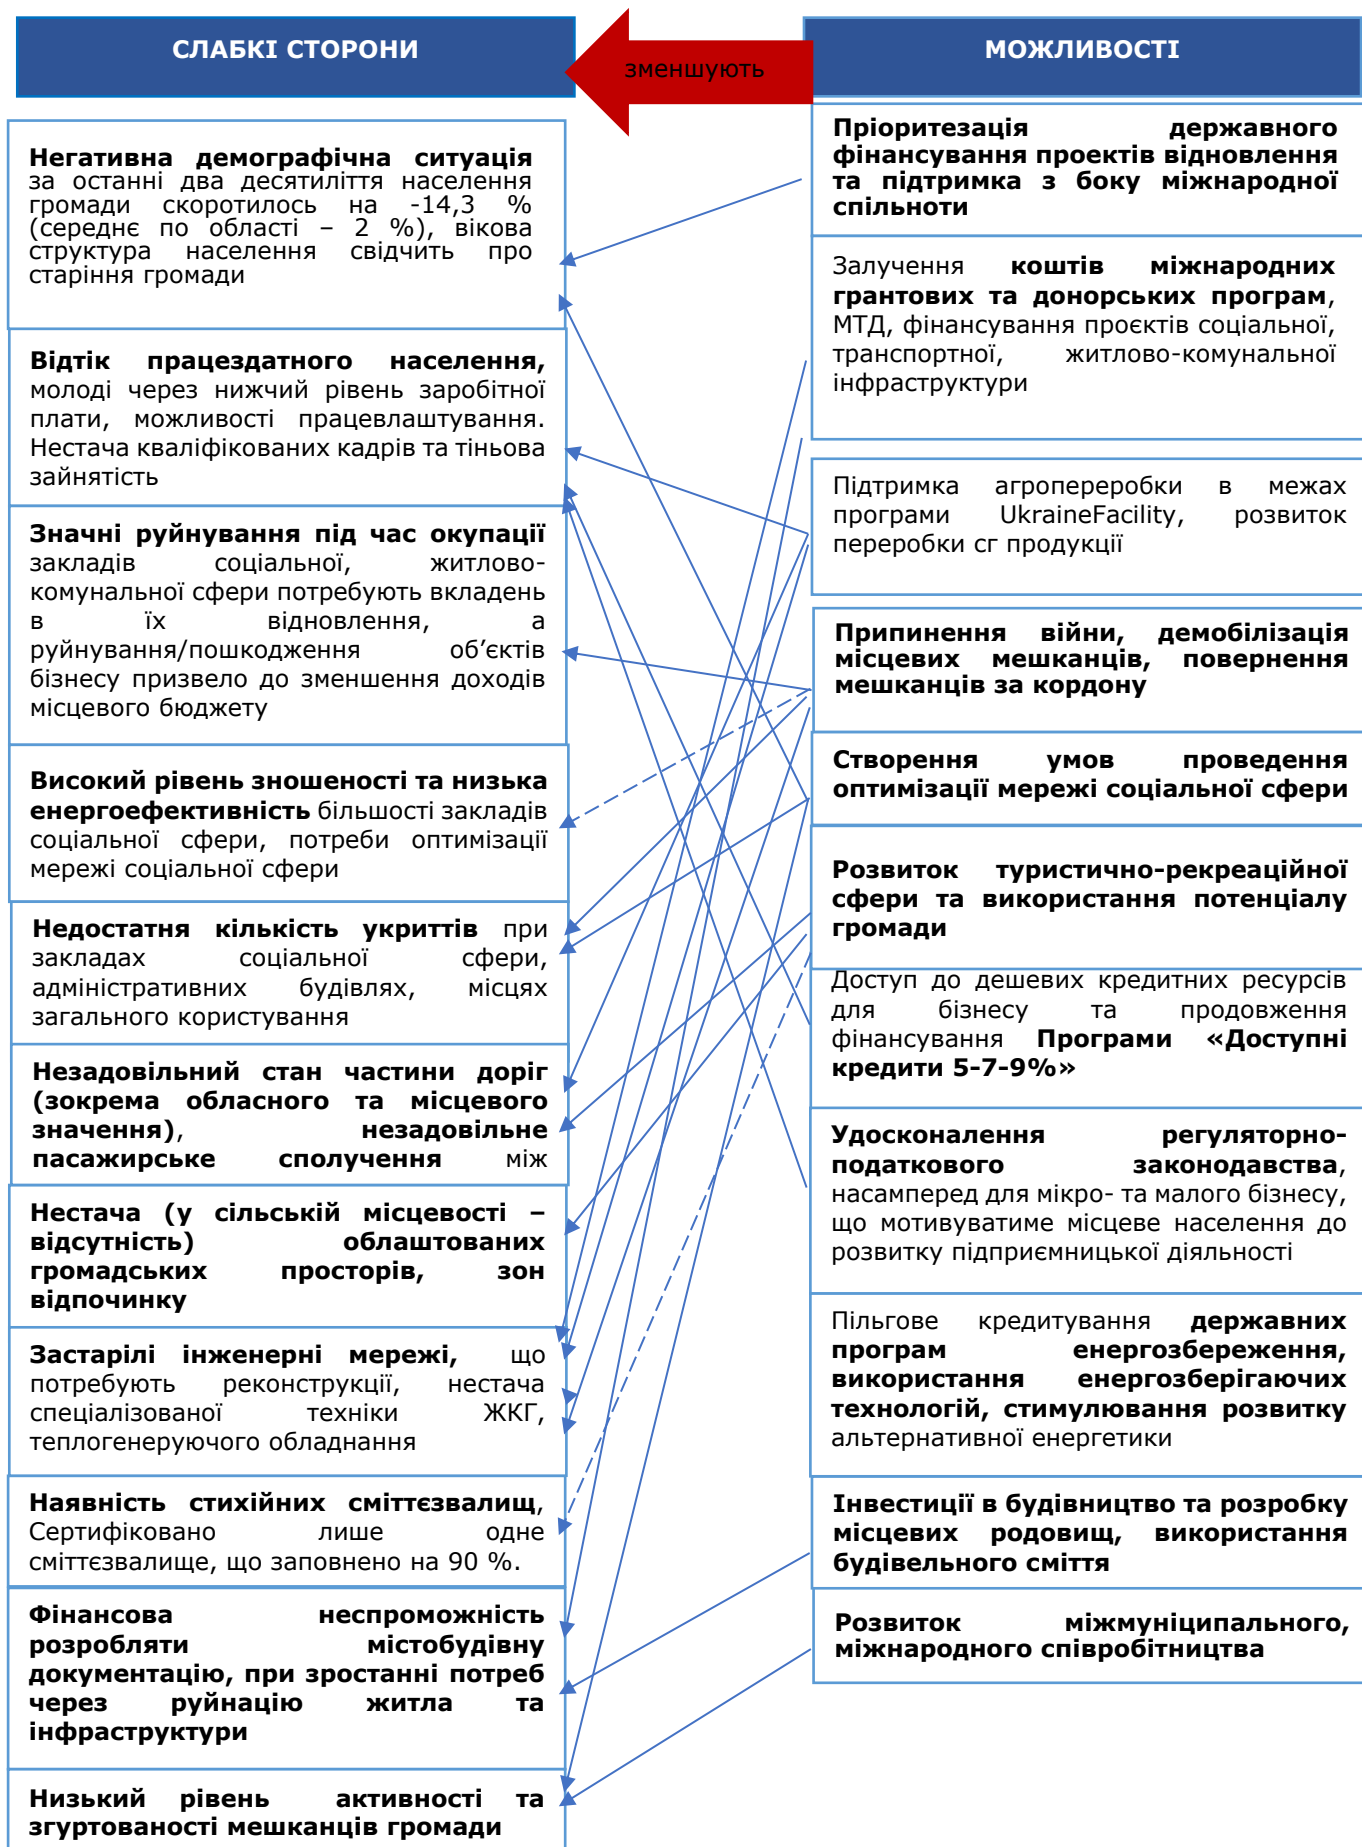 СЛАБКІ СТОРОНИ
зменшують
МОЖЛИВОСТІ
Негативна демографічна ситуація
за останні два десятиліття населення
громади скоротилось на -14,3 %
(середнє по області – 2 %), вікова
структура населення свідчить про
старіння громади
Відтік працездатного населення,
молоді через нижчий рівень заробітної
плати, можливості працевлаштування.
Нестача кваліфікованих кадрів та тіньова
зайнятість
Значні руйнування під час окупації
закладів соціальної, житлово-
комунальної сфери потребують вкладень
в їх відновлення, а
руйнування/пошкодження об’єктів
бізнесу призвело до зменшення доходів
місцевого бюджету
Високий рівень зношеності та низька
енергоефективність більшості закладів
соціальної сфери, потреби оптимізації
мережі соціальної сфери
Недостатня кількість укриттів при
закладах соціальної сфери,
адміністративних будівлях, місцях
загального користування
Незадовільний стан частини доріг
(зокрема обласного та місцевого
значення), незадовільне
пасажирське сполучення між
Нестача (у сільській місцевості –
відсутність) облаштованих
громадських просторів, зон
відпочинку
Застарілі інженерні мережі, що
потребують реконструкції, нестача
спеціалізованої техніки ЖКГ,
теплогенеруючого обладнання
Наявність стихійних сміттєзвалищ,
Сертифіковано лише одне
сміттєзвалище, що заповнено на 90 %.
Фінансова неспроможність
розробляти містобудівну
документацію, при зростанні потреб
через руйнацію житла та
інфраструктури
Низький рівень активності та
згуртованості мешканців громади
Пріоритезація державного
фінансування проектів відновлення
та підтримка з боку міжнародної
спільноти
Залучення коштів міжнародних
грантових та донорських програм,
МТД, фінансування проєктів соціальної,
транспортної, житлово-комунальної
інфраструктури
Підтримка агропереробки в межах
програми UkraineFacility, розвиток
переробки сг продукції
Припинення війни, демобілізація
місцевих мешканців, повернення
мешканців за кордону
Створення умов проведення
оптимізації мережі соціальної сфери
Розвиток туристично-рекреаційної
сфери та використання потенціалу
громади
Доступ до дешевих кредитних ресурсів
для бізнесу та продовження
фінансування Програми «Доступні
кредити 5-7-9%»
Удосконалення регуляторно-
податкового законодавства,
насамперед для мікро- та малого бізнесу,
що мотивуватиме місцеве населення до
розвитку підприємницької діяльності
Пільгове кредитування державних
програм енергозбереження,
використання енергозберігаючих
технологій, стимулювання розвитку
альтернативної енергетики
Інвестиції в будівництво та розробку
місцевих родовищ, використання
будівельного сміття
Розвиток міжмуніципального,
міжнародного співробітництва